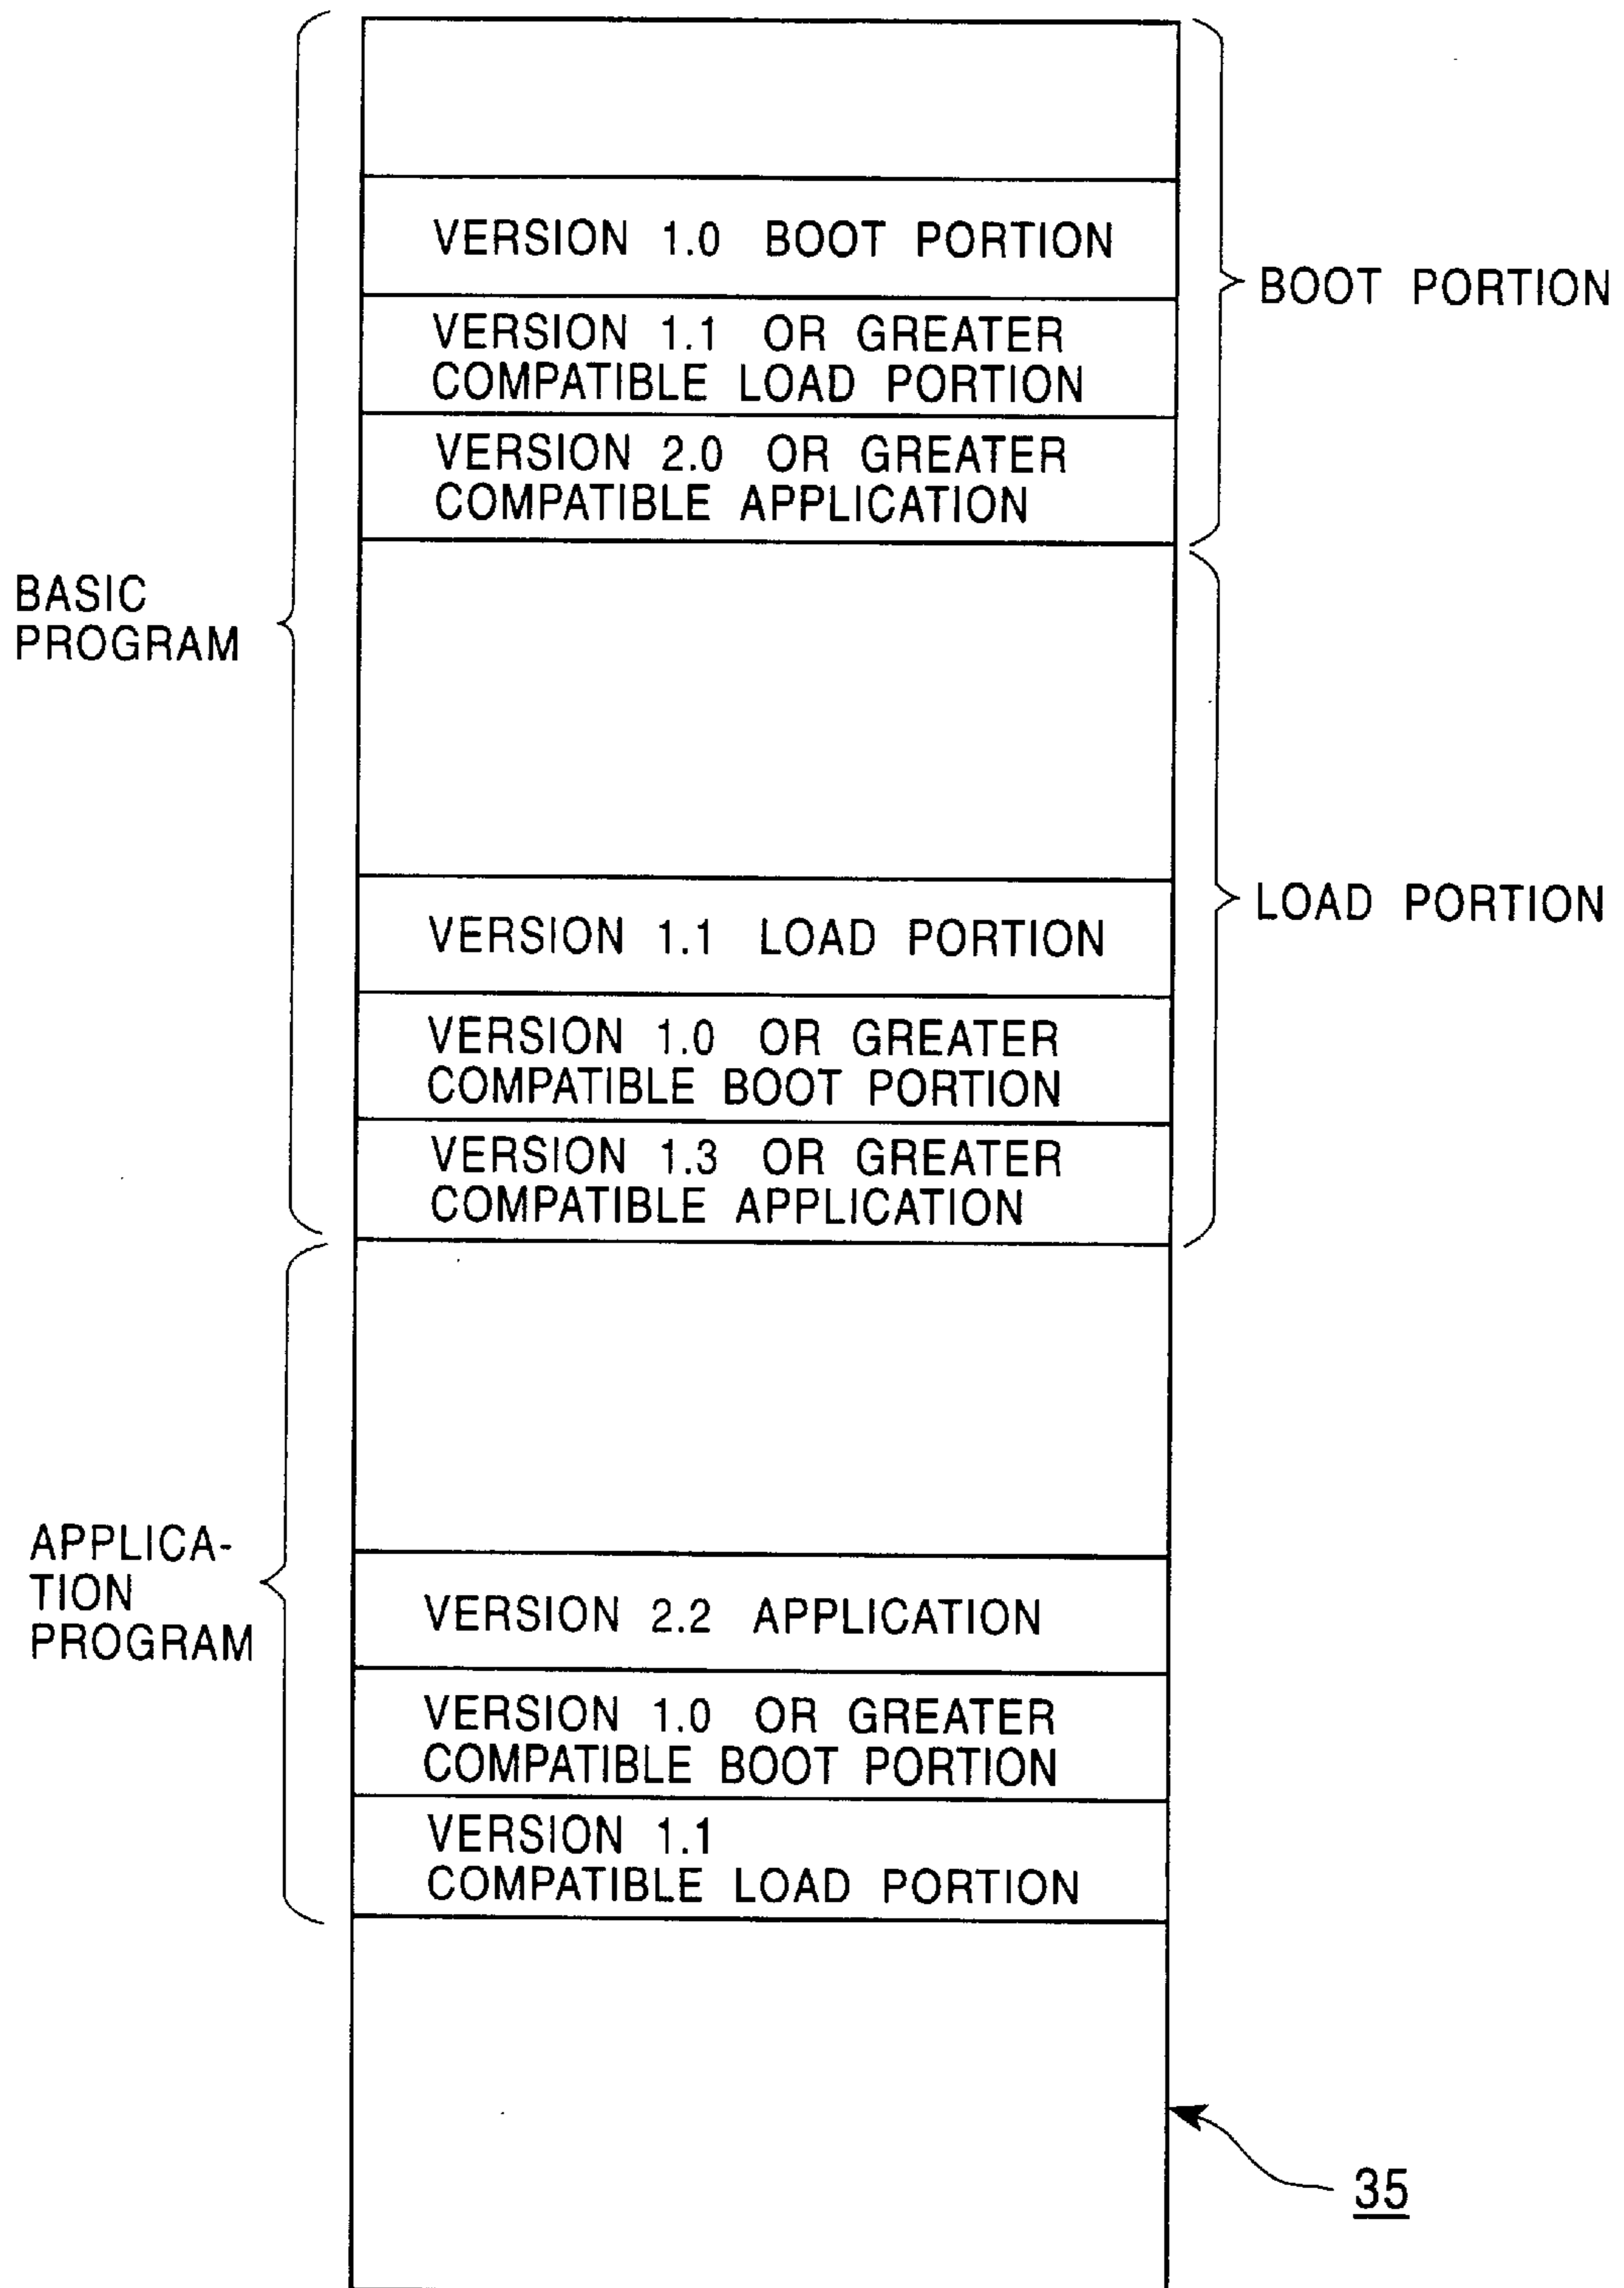 VERSION 1.0 BOOT PORTION
BOOT PORTION
VERSION 1.1 OR GREATER
COMPATIBLE LOAD PORTION
VERSION 2.0 OR GREATER
COMPATIBLE APPLICATION
BASIC
PROGRAM
LOAD PORTION
VERSION 1.1 LOAD PORTION
VERSION 1.0 OR GREATER
COMPATIBLE BOOT PORTION
VERSION 1.3 OR GREATER
COMPATIBLE APPLICATION
APPLICA-
TION
PROGRAM
VERSION 2.2 APPLICATION
VERSION 1.0 OR GREATER
COMPATIBLE BOOT PORTION
VERSION 1.1
COMPATIBLE LOAD PORTION
35